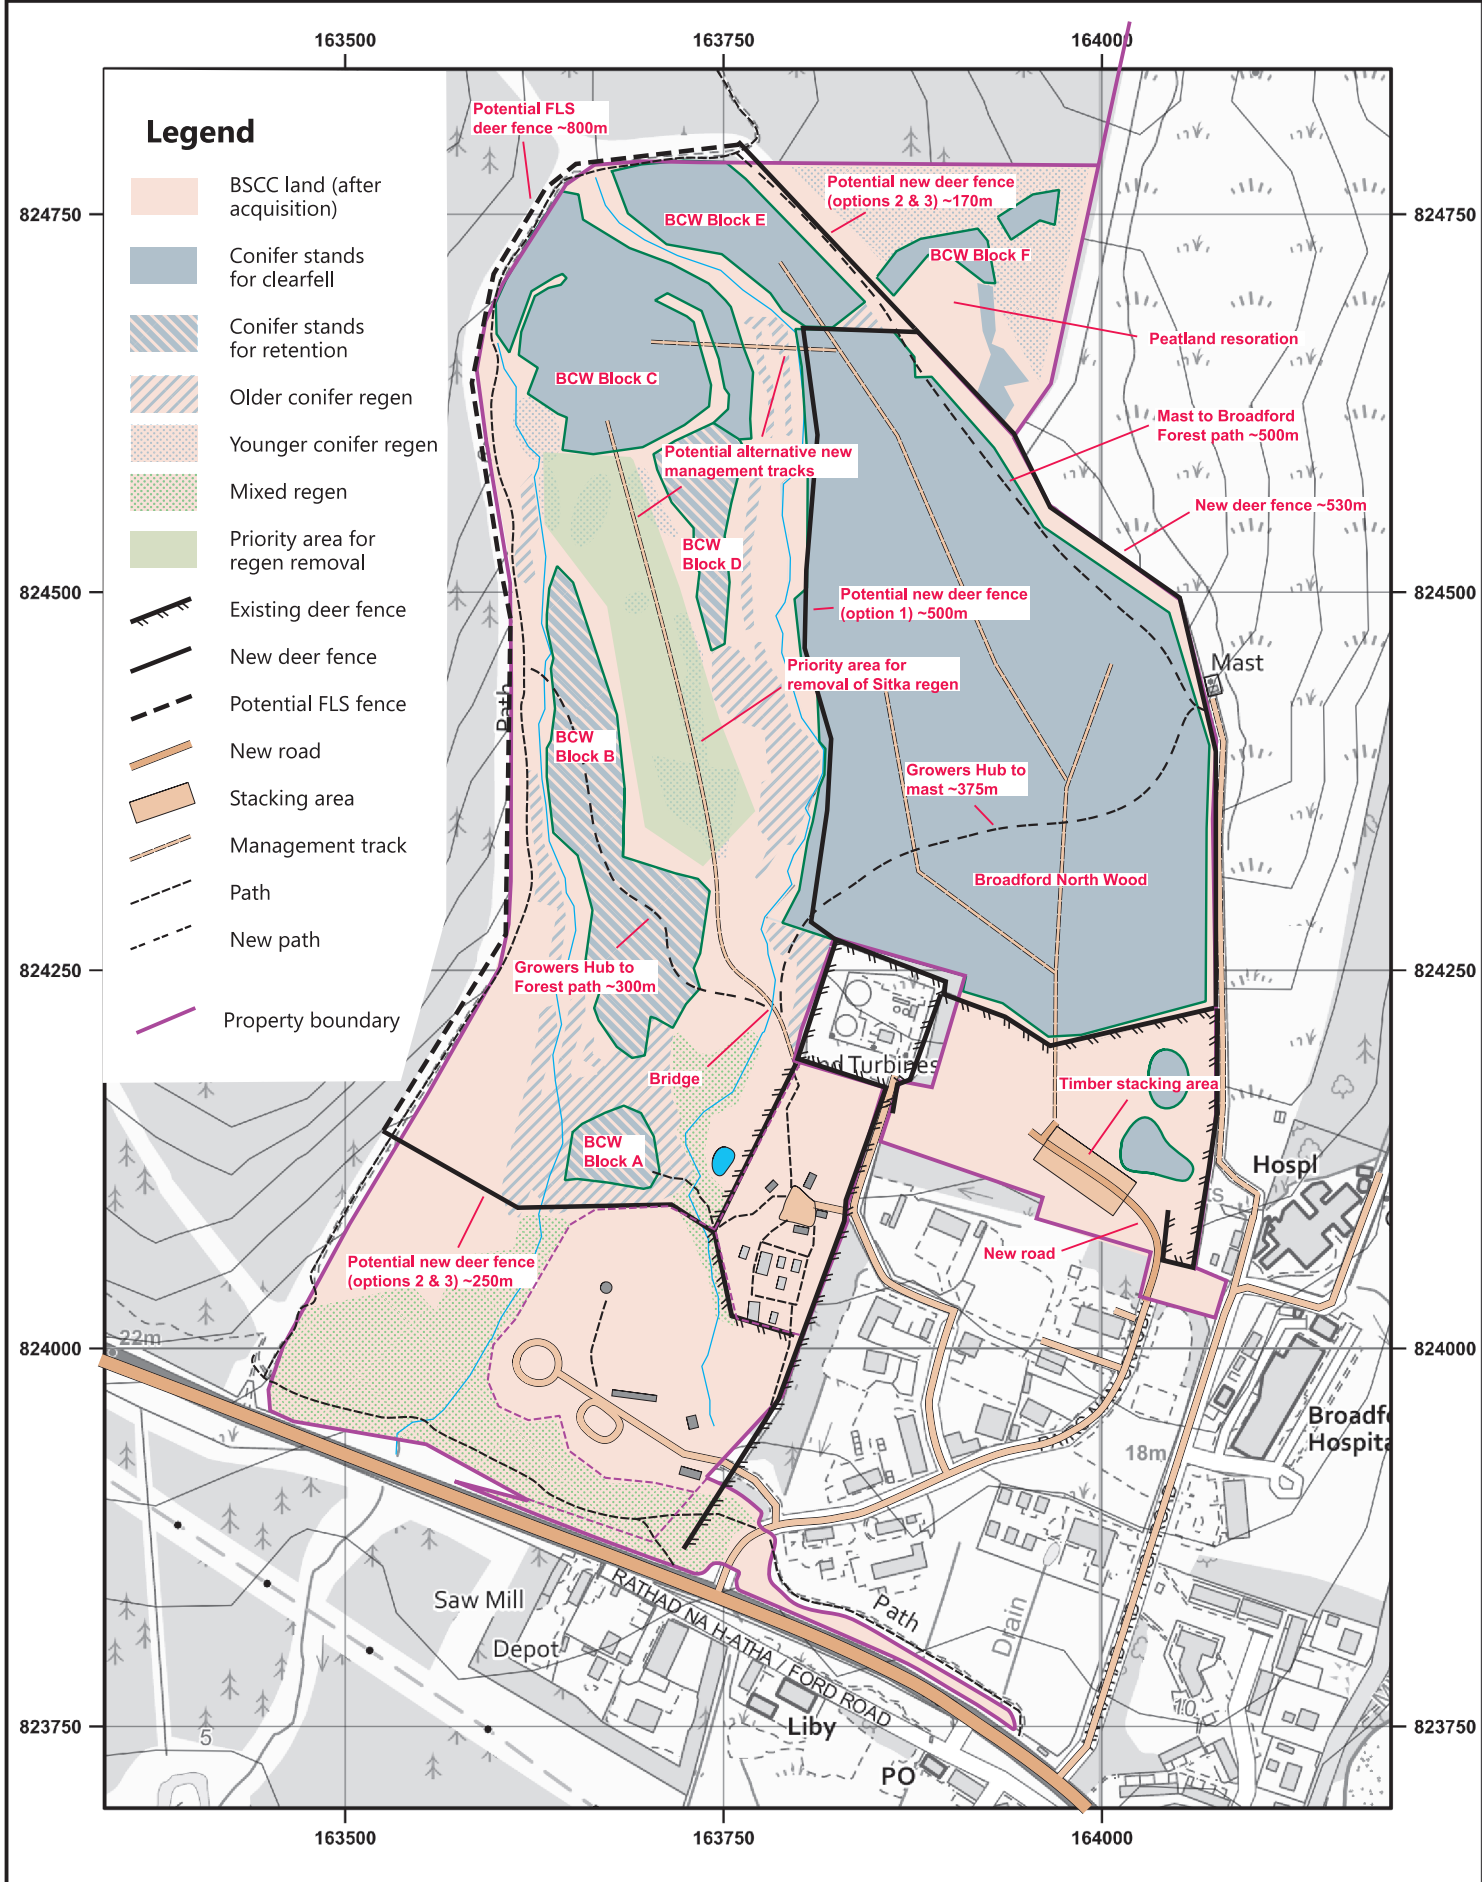 163500
163750
164000
Legend
BSCC land (after
acquisition)
Conifer stands
for clearfell
Conifer stands
for retention
Older conifer regen
Younger conifer regen
Mixed regen
Priority area for
regen removal
Existing deer fence
New deer fence
Potential FLS fence
New road
Stacking area
Management track
Path
New path
Property boundary
Potential FLS
deer fence ~800m
824750
824750
BCW Block E
Potential new deer fence
(options 2 & 3) ~170m
BCW Block F
Peatland resoration
BCW Block C
Mast to Broadford
Forest path ~500m
Potential alternative new
management tracks
New deer fence ~530m
BCW
Block D
824500
824500
Potential new deer fence
(option 1) ~500m
Mast
Priority area for
removal of Sitka regen
Path
BCW
Block B
Growers Hub to
mast ~375m
Broadford North Wood
824250
824250
Growers Hub to
Forest path ~300m
Bridge
nd Turbines
Timber stacking area
BCW
Block A
Hospl
New road
Potential new deer fence
(options 2 & 3) ~250m
22m
824000
824000
Broadf
Hospita
18m
Saw Mill
Depot
RATHAD NA H-ATHA
FORD ROAD
Path
Drain
Liby
PO
10
5
823750
823750
163500
163750
164000